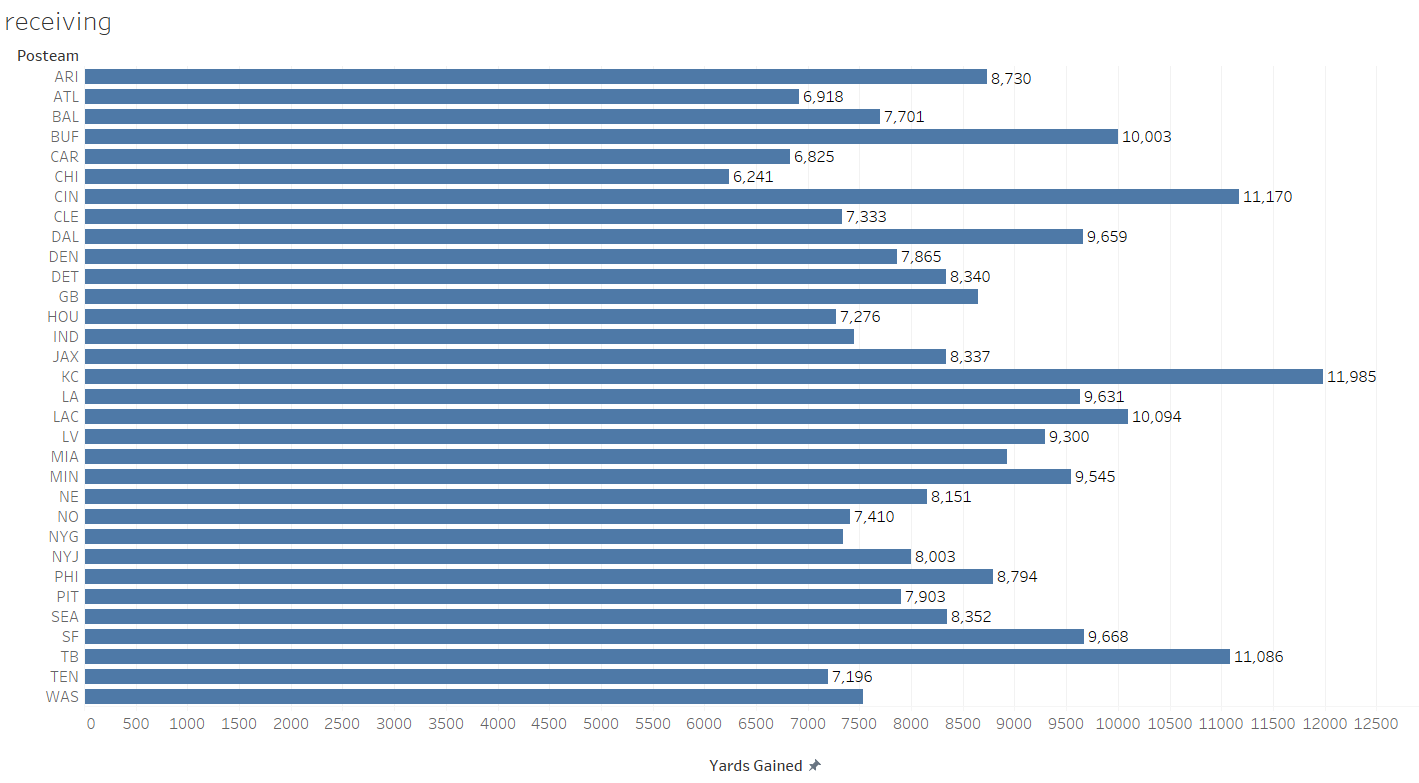 receiving
Posteam
ARI 8,730
ATL 6,918
BAL 7,701
BUF 10,003
CAR 6,825
CHI 6,241
CIN 11,170
CLE 7,333
DAL 9,659
DEN 7,865
DET 8,340
GB
HOU 7,276
IND
JAX 8,337
KC 11,985
LA 9,631
LAC 10,094
LV 9,300
MIA
MIN 9,545
NE 8,151
NO 7,410
NYG
NYJ 8,003
PHI 8,794
PIT 7,903
SEA 8,352
SF 9,668
TB 11,086
TEN 7,196
WAS
0 500 1000 1500 2000 2500 3000 3500 4000 4500 5000 5500 6000 6500 7000 7500 8000 8500 9000 9500 10000 10500 11000 11500 12000 12500
Yards Gained